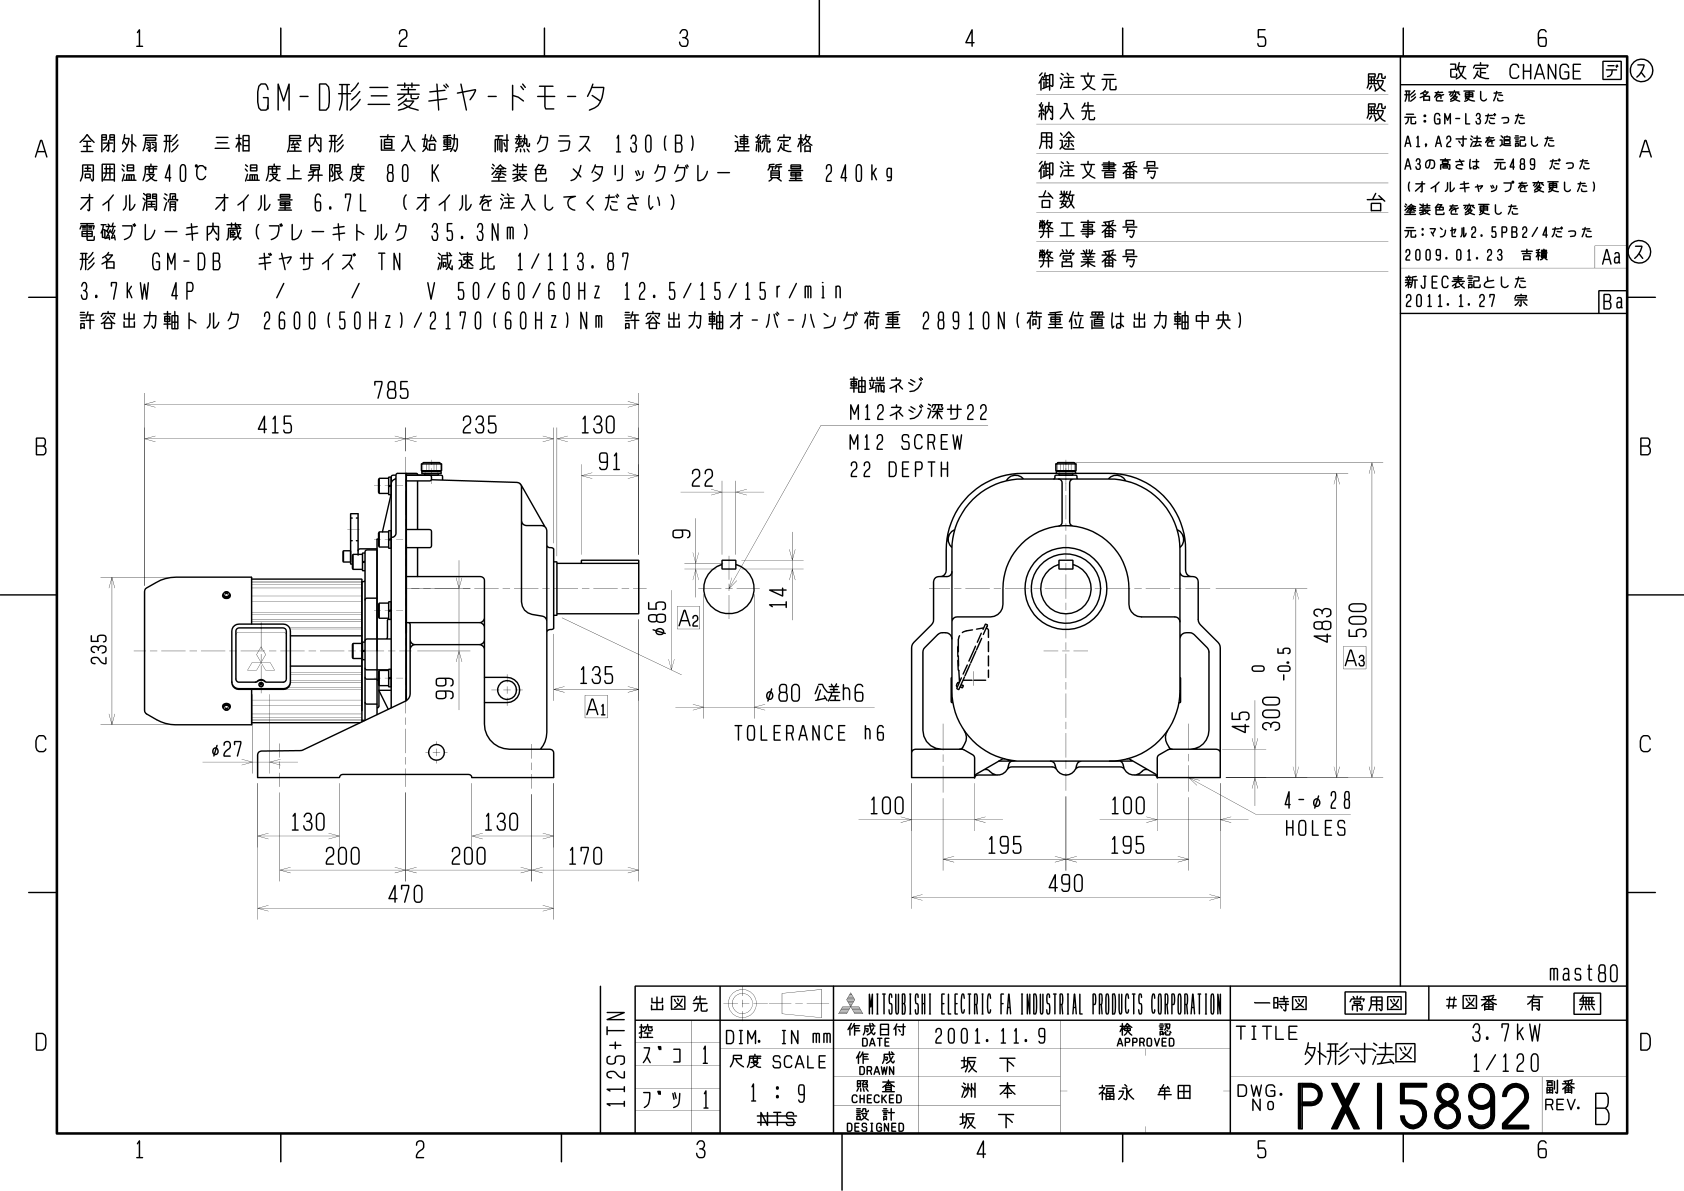 1 2 3 4 5 6
A
B
C
D
GM-D形三菱ギヤードモータ
全閉外扇形 三相 屋内形 直入始動 耐熱クラス 130(B) 連続定格
周囲温度40℃ 温度上昇限度 80 K 塗装色 メタリックグレー 質量 240kg
オイル潤滑 オイル量 6.7L (オイルを注入してください)
電磁ブレーキ内蔵(ブレーキトルク 35.3Nm)
形名 GM-DB ギヤサイズ TN 減速比 1/113.87
3.7kW 4P / / V 50/60/60Hz 12.5/15/15r/min
許容出力軸トルク 2600(50Hz)/2170(60Hz)Nm 許容出力軸オーバーハング荷重 28910N(荷重位置は出力軸中央)
御注文元 殿
納入先 殿
用途
御注文書番号
台数 台
弊工事番号
弊営業番号
改定 CHANGE デ ス
形名を変更した
元:GM-L3だった
A1,A2寸法を追記した
A3の高さは 元489 だった
(オイルキャップを変更した)
塗装色を変更した
元:マンセル2.5PB2/4だった
2009.01.23 吉積 Aa ス
新JEC表記とした
2011.1.27 宗 Ba
785
415 235 130
91
235
φ27
99
φ85
135
A1
130 130
200 200 170
470
軸端ネジ
M12ネジ深サ22
M12 SCREW
22 DEPTH
22
9
14
A2
φ80 公差h6
TOLERANCE h6
483
500
A3
300 0 -0.5
45
100 100
195 195
490
4-φ28
HOLES
mast80
112S+TN
出図先
控
ズコ 1
ブツ 1
DIM. IN mm
尺度 SCALE
1 : 9
NTS
MITSUBISHI ELECTRIC FA INDUSTRIAL PRODUCTS CORPORATION
作成日付 DATE 2001.11.9
作成 DRAWN 坂下
照査 CHECKED 洲本
設計 DESIGNED 坂下
検認 APPROVED
福永 牟田
一時図 常用図 #図番 有 無
TITLE 外形寸法図
3.7kW
1/120
DWG. No PX15892
副番 REV. B
A
B
C
D
1 2 3 4 5 6